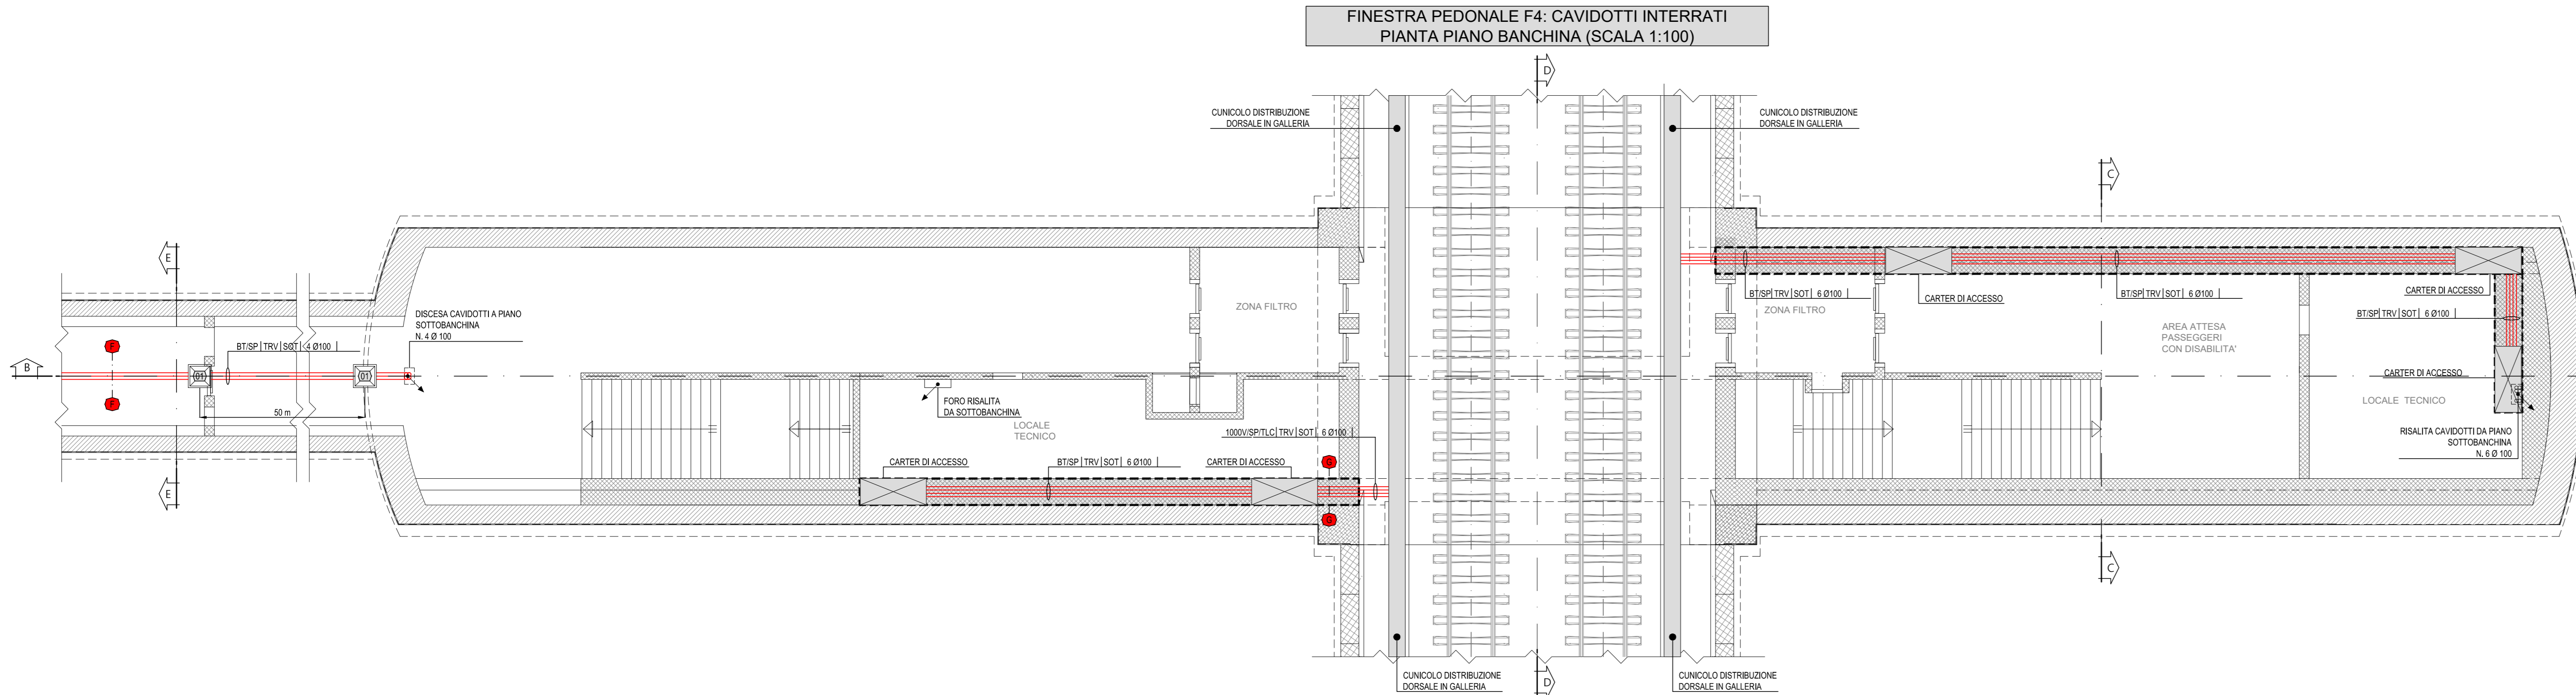 FINESTRA PEDONALE F4: CAVIDOTTI INTERRATI
PIANTA PIANO BANCHINA (SCALA 1:100)
D
CUNICOLO DISTRIBUZIONE
DORSALE IN GALLERIA
CUNICOLO DISTRIBUZIONE
DORSALE IN GALLERIA
C
E
DISCESA CAVIDOTTI A PIANO
SOTTOBANCHINA
N. 4 Ø 100
ZONA FILTRO
BT/SP TRV SOT 6 Ø100
ZONA FILTRO
CARTER DI ACCESSO
BT/SP TRV SOT 6 Ø100
CARTER DI ACCESSO
BT/SP TRV SOT 6 Ø100
AREA ATTESA
PASSEGGERI
CON DISABILITA'
F
BT/SP TRV SOT 4 Ø100
B
01
01
F
50 m
FORO RISALITA
DA SOTTOBANCHINA
LOCALE
TECNICO
1000V/SP/TLC TRV SOT 6 Ø100
CARTER DI ACCESSO
LOCALE TECNICO
RISALITA CAVIDOTTI DA PIANO
SOTTOBANCHINA
N. 6 Ø 100
CARTER DI ACCESSO
BT/SP TRV SOT 6 Ø100
CARTER DI ACCESSO
G
G
E
C
CUNICOLO DISTRIBUZIONE
DORSALE IN GALLERIA
CUNICOLO DISTRIBUZIONE
DORSALE IN GALLERIA
D